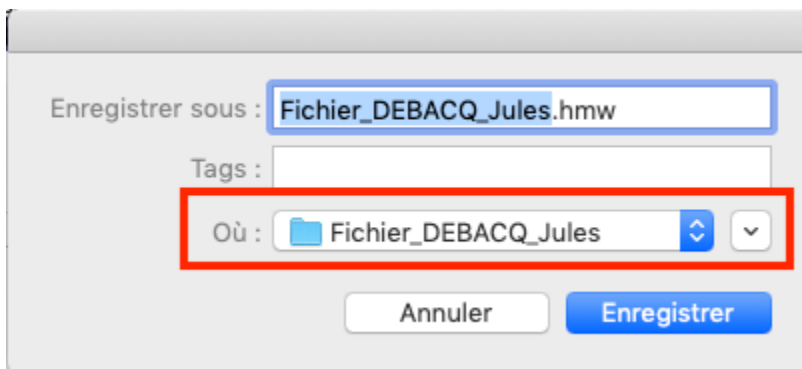 Enregistrer sous : Fichier_DEBACQ_Jules.hmw
Tags :
Où : Fichier_DEBACQ_Jules
Annuler Enregistrer